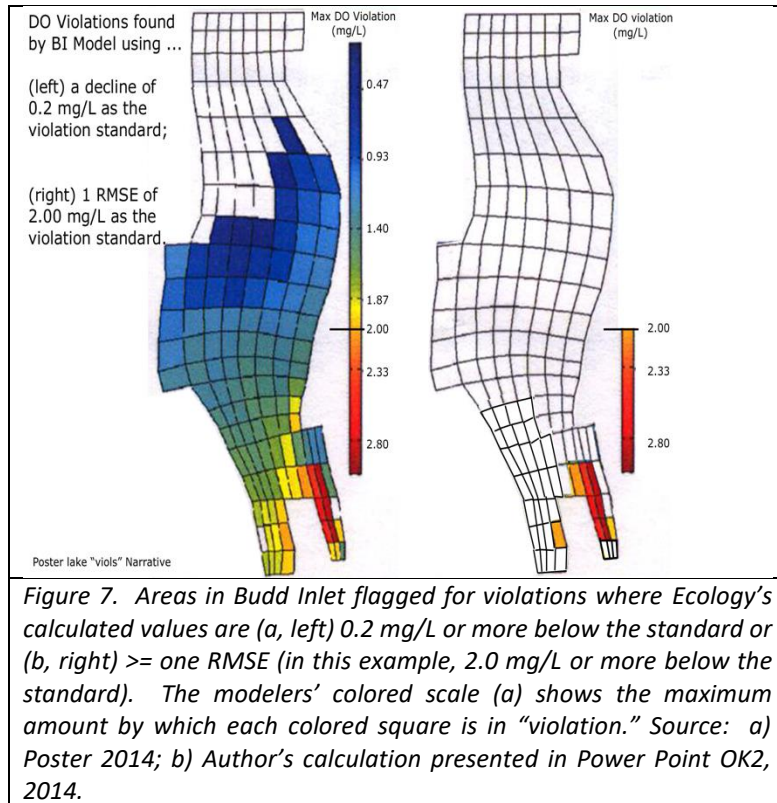 DO Violations found
by BI Model using ...
(left) a decline of
0.2 mg/L as the
violation standard;
(right) 1 RMSE of
2.00 mg/L as the
violation standard.
Poster lake "viols" Narrative
Max DO Violation
(mg/L)
0.47
0.93
1.40
1.87
2.00
2.33
2.80
Max DO violation
(mg/L)
2.00
2.33
2.80
Figure 7. Areas in Budd Inlet flagged for violations where Ecology's
calculated values are (a, left) 0.2 mg/L or more below the standard or
(b, right) >= one RMSE (in this example, 2.0 mg/L or more below the
standard). The modelers' colored scale (a) shows the maximum
amount by which each colored square is in "violation." Source: a)
Poster 2014; b) Author's calculation presented in Power Point OK2,
2014.